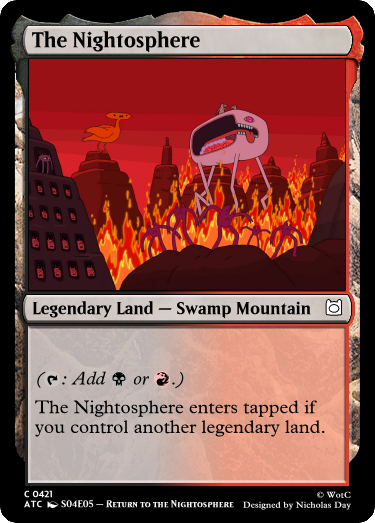 The Nightosphere
Legendary Land — Swamp Mountain
(: Add or .)
The Nightosphere enters tapped if
you control another legendary land.
C 0421
© WotC
ATC S04E05 – Return to the Nightosphere
Designed by Nicholas Day